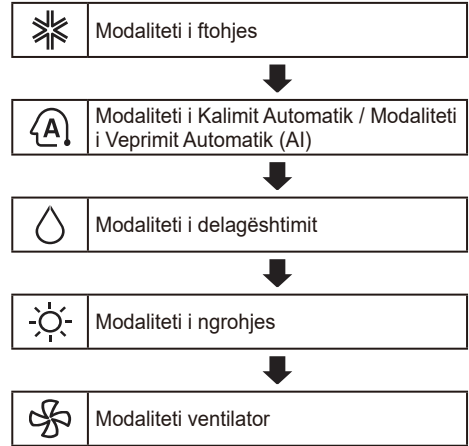 Modaliteti i ftohjes
A
Modaliteti i Kalimit Automatik / Modaliteti
i Veprimit Automatik (AI)
Modaliteti i delagështimit
Modaliteti i ngrohjes
Modaliteti ventilator